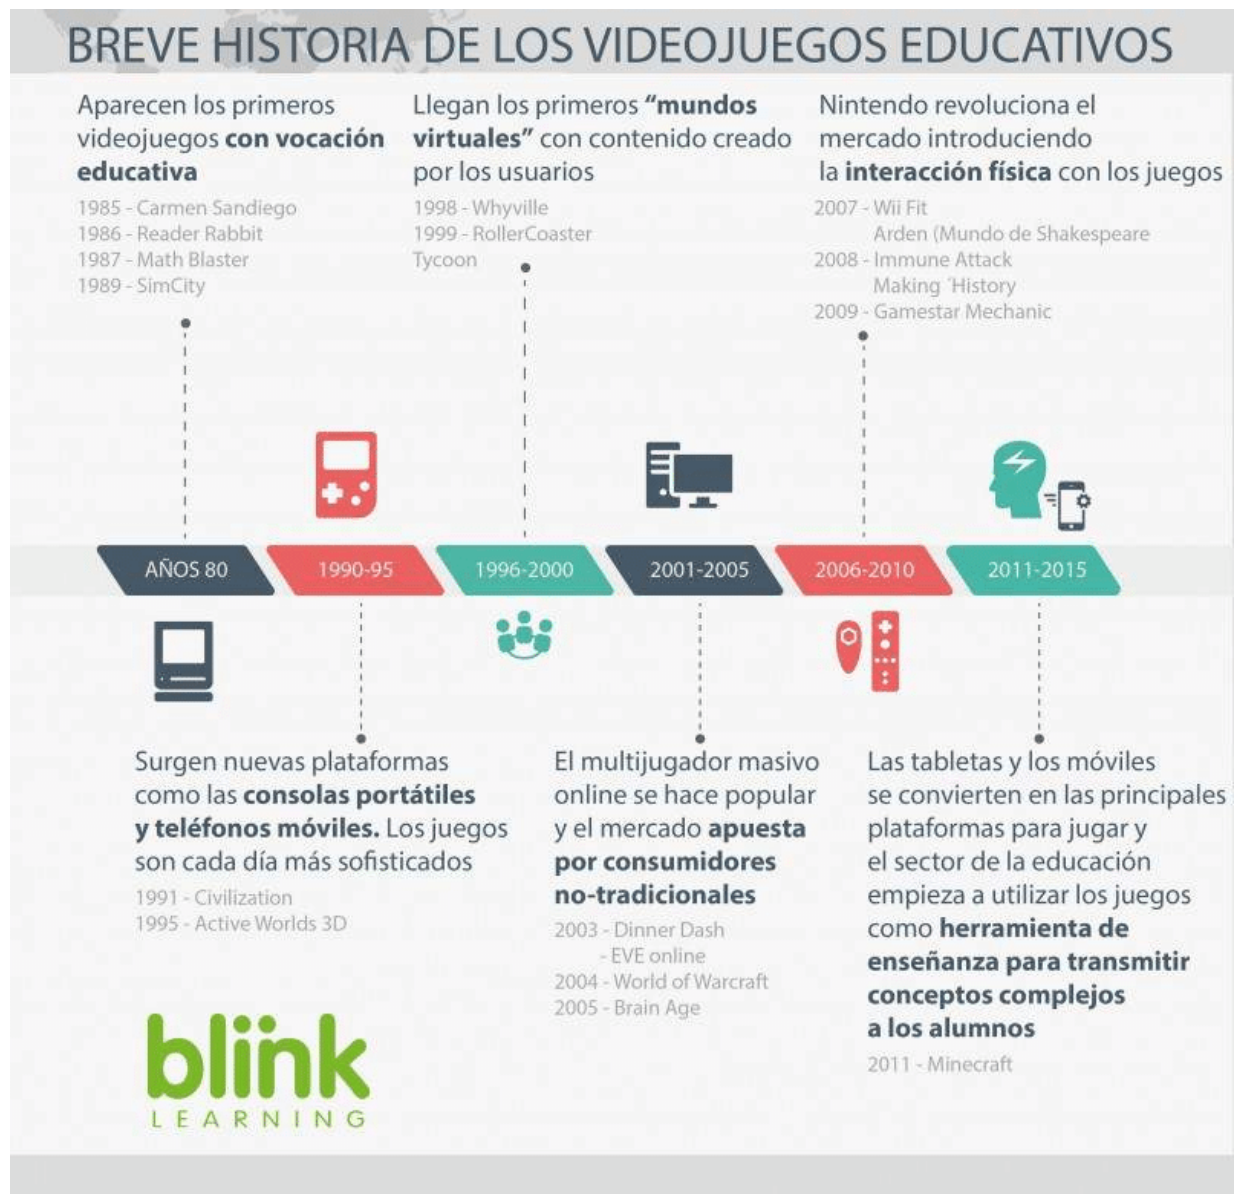 BREVE HISTORIA DE LOS VIDEOJUEGOS EDUCATIVOS
Aparecen los primeros
videojuegos con vocación
educativa
1985 - Carmen Sandiego
1986 - Reader Rabbit
1987 - Math Blaster
1989 - SimCity
Llegan los primeros “mundos
virtuales” con contenido creado
por los usuarios
1998 - Whyville
1999 - RollerCoaster
Tycoon
Nintendo revoluciona el
mercado introduciendo
la interacción física con los juegos
2007 - Wii Fit
Arden (Mundo de Shakespeare
2008 - Immune Attack
Making ´History
2009 - Gamestar Mechanic
AÑOS 80
1990-95
1996-2000
2001-2005
2006-2010
2011-2015
Surgen nuevas plataformas
como las consolas portátiles
y teléfonos móviles. Los juegos
son cada día más sofisticados
1991 - Civilization
1995 - Active Worlds 3D
El multijugador masivo
online se hace popular
y el mercado apuesta
por consumidores
no-tradicionales
2003 - Dinner Dash
- EVE online
2004 - World of Warcraft
2005 - Brain Age
Las tabletas y los móviles
se convierten en las principales
plataformas para jugar y
el sector de la educación
empieza a utilizar los juegos
como herramienta de
enseñanza para transmitir
conceptos complejos
a los alumnos
2011 - Minecraft
blink
LEARNING